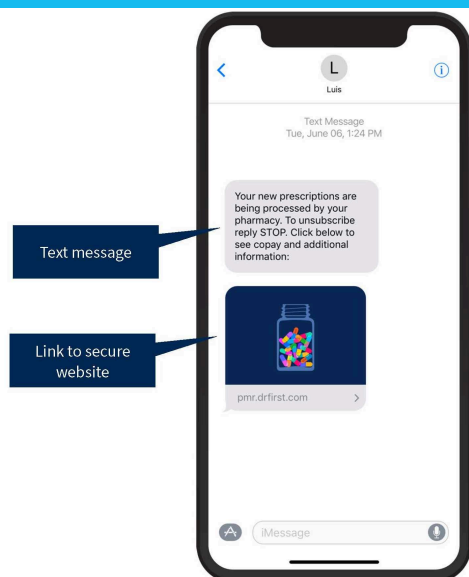 L
Luis
Text Message
Tue, June 06, 1:24 PM
Your new prescriptions are
being processed by your
pharmacy. To unsubscribe
reply STOP. Click below to
see copay and additional
information:
Text message
Link to secure
website
pmr.drfirst.com
iMessage